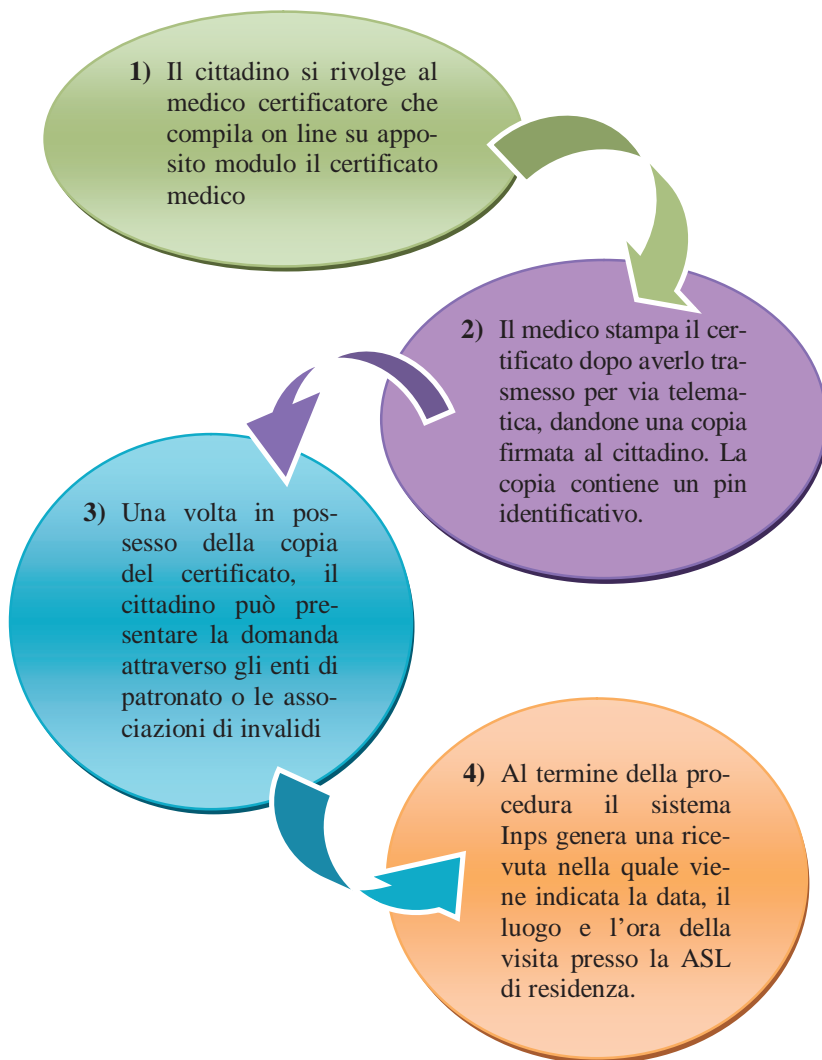 1) Il cittadino si rivolge al
medico certificatore che
compila on line su appo-
sito modulo il certificato
medico
2) Il medico stampa il cer-
tificato dopo averlo tra-
smesso per via telema-
tica, dandone una copia
firmata al cittadino. La
copia contiene un pin
identificativo.
3) Una volta in pos-
sesso della copia
del certificato, il
cittadino può pre-
sentare la domanda
attraverso gli enti di
patronato o le asso-
ciazioni di invalidi
4) Al termine della pro-
cedura il sistema
Inps genera una rice-
vuta nella quale vie-
ne indicata la data, il
luogo e l'ora della
visita presso la ASL
di residenza.